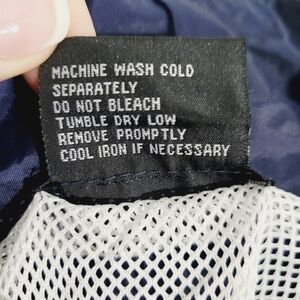 MACHINE WASH COLD
SEPARATELY
DO NOT BLEACH
TUMBLE DRY LOW
REMOVE PROMPTLY
COOL IRON IF NECESSARY